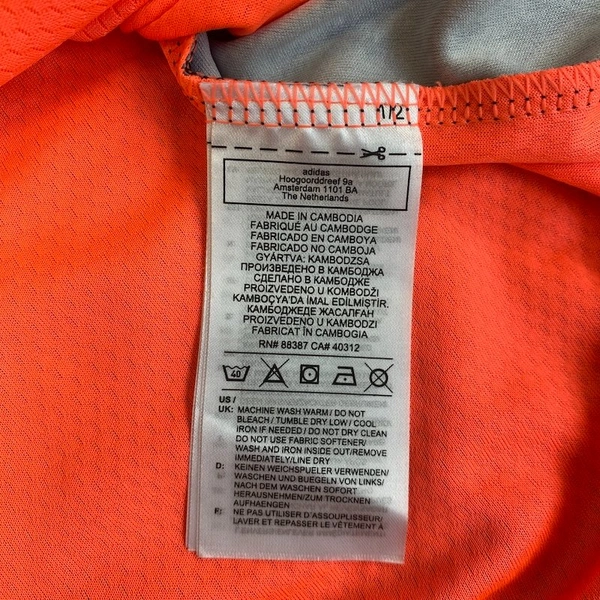 1/2
adidas
Hoogoorddreef 9a
Amsterdam 1101 BA
The Netherlands
MADE IN CAMBODIA
FABRIQUÉ AU CAMBODGE
FABRICADO EN CAMBOYA
FABRICADO NO CAMBOJA
GYÁRTVA: KAMBODZSA
ПРОИЗВЕДЕНО В КАМБОДЖА
СДЕЛАНО В КАМБОДЖЕ
PROIZVEDENO U KOMBODŽI
KAMBOÇYA'DA İMAL EDİLMİŞTİR.
КАМБОДЖЕДЕ ЖАСАЛҒАН
PROIZVEDENO V KAMBODZI
FABRICAT ÎN CAMBOGIA
RN# 88387 CA# 40312
40
US /
UK: MACHINE WASH WARM / DO NOT
BLEACH / TUMBLE DRY LOW / COOL
IRON IF NEEDED / DO NOT DRY CLEAN
DO NOT USE FABRIC SOFTENER/
WASH AND IRON INSIDE OUT/REMOVE
IMMEDIATELY/LINE DRY
D: KEINEN WEICHSPUELER VERWENDEN/
WASCHEN UND BUEGELN VON LINKS/
NACH DEM WASCHEN SOFORT
HERAUSNEHMEN/ZUM TROCKNEN
AUFHAENGEN
F: NE PAS UTILISER D'ASSOUPLISEUR/
LAVER ET REPASSER LE VÊTEMENT À